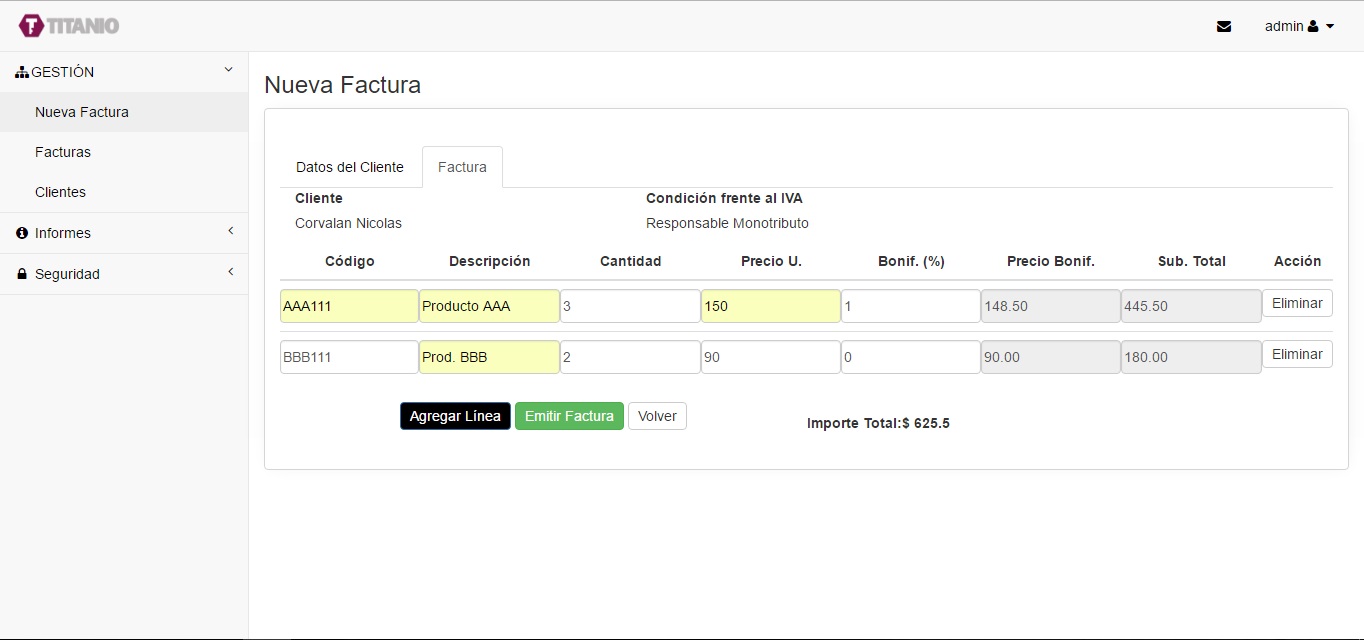 TITANIO
admin
GESTIÓN
Nueva Factura
Facturas
Clientes
Informes
Seguridad
Nueva Factura
Datos del Cliente Factura
Cliente Condición frente al IVA
Corvalan Nicolas Responsable Monotributo
Código Descripción Cantidad Precio U. Bonif. (%) Precio Bonif. Sub. Total Acción
AAA111 Producto AAA 3 150 1 148.50 445.50 Eliminar
BBB111 Prod. BBB 2 90 0 90.00 180.00 Eliminar
Agregar Línea Emitir Factura Volver Importe Total:$ 625.5